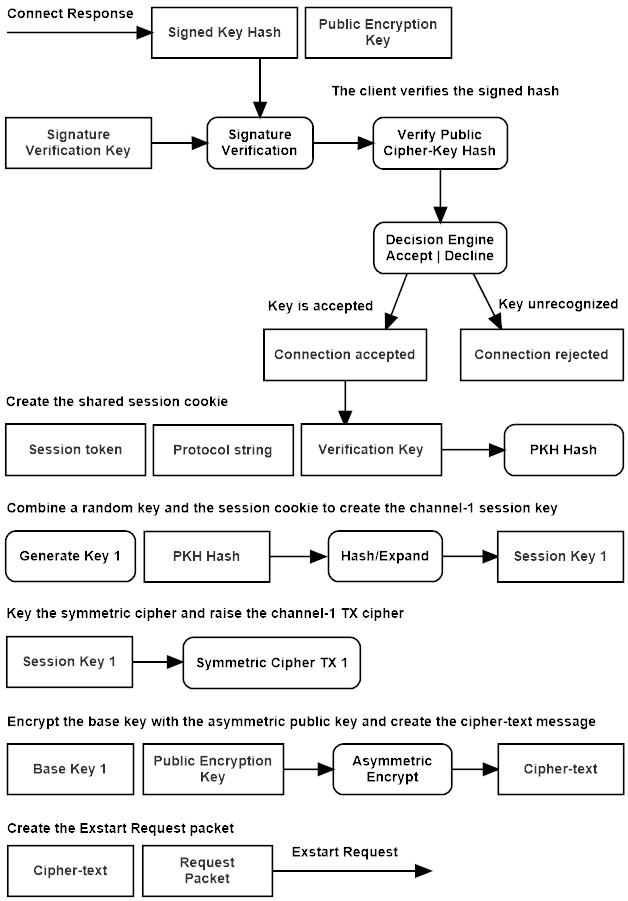 Connect Response
Signed Key Hash
Public Encryption
Key
The client verifies the signed hash
Signature
Verification Key
Signature
Verification
Verify Public
Cipher-Key Hash
Decision Engine
Accept | Decline
Key is accepted
Key unrecognized
Connection accepted
Connection rejected
Create the shared session cookie
Session token
Protocol string
Verification Key
PKH Hash
Combine a random key and the session cookie to create the channel-1 session key
Generate Key 1
PKH Hash
Hash/Expand
Session Key 1
Key the symmetric cipher and raise the channel-1 TX cipher
Session Key 1
Symmetric Cipher TX 1
Encrypt the base key with the asymmetric public key and create the cipher-text message
Base Key 1
Public Encryption
Key
Asymmetric
Encrypt
Cipher-text
Create the Exstart Request packet
Cipher-text
Request
Packet
Exstart Request